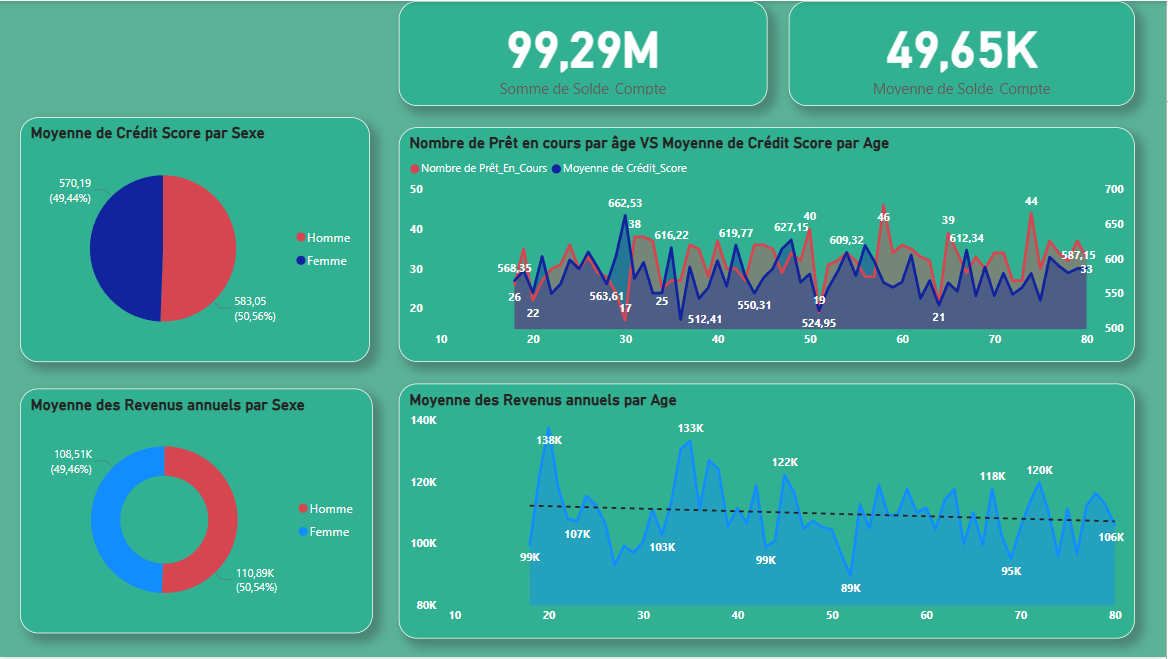 99,29M
Somme de Solde_Compte
49,65K
Moyenne de Solde_Compte
Moyenne de Crédit Score par Sexe
570,19
(49,44%)
Homme
Femme
583,05
(50,56%)
Nombre de Prêt en cours par âge VS Moyenne de Crédit Score par Age
Nombre de Prêt_En_Cours
Moyenne de Crédit_Score
50
40
30
20
700
650
600
550
500
568,35
26
22
563,61
662,53
38
17
616,22
25
512,41
619,77
550,31
627,15
40
19
524,95
609,32
46
39
612,34
21
44
587,15
33
10
20
30
40
50
60
70
80
Moyenne des Revenus annuels par Sexe
108,51K
(49,46%)
Homme
Femme
110,89K
(50,54%)
Moyenne des Revenus annuels par Age
140K
120K
100K
80K
99K
138K
107K
103K
133K
99K
122K
89K
118K
95K
120K
106K
10
20
30
40
50
60
70
80